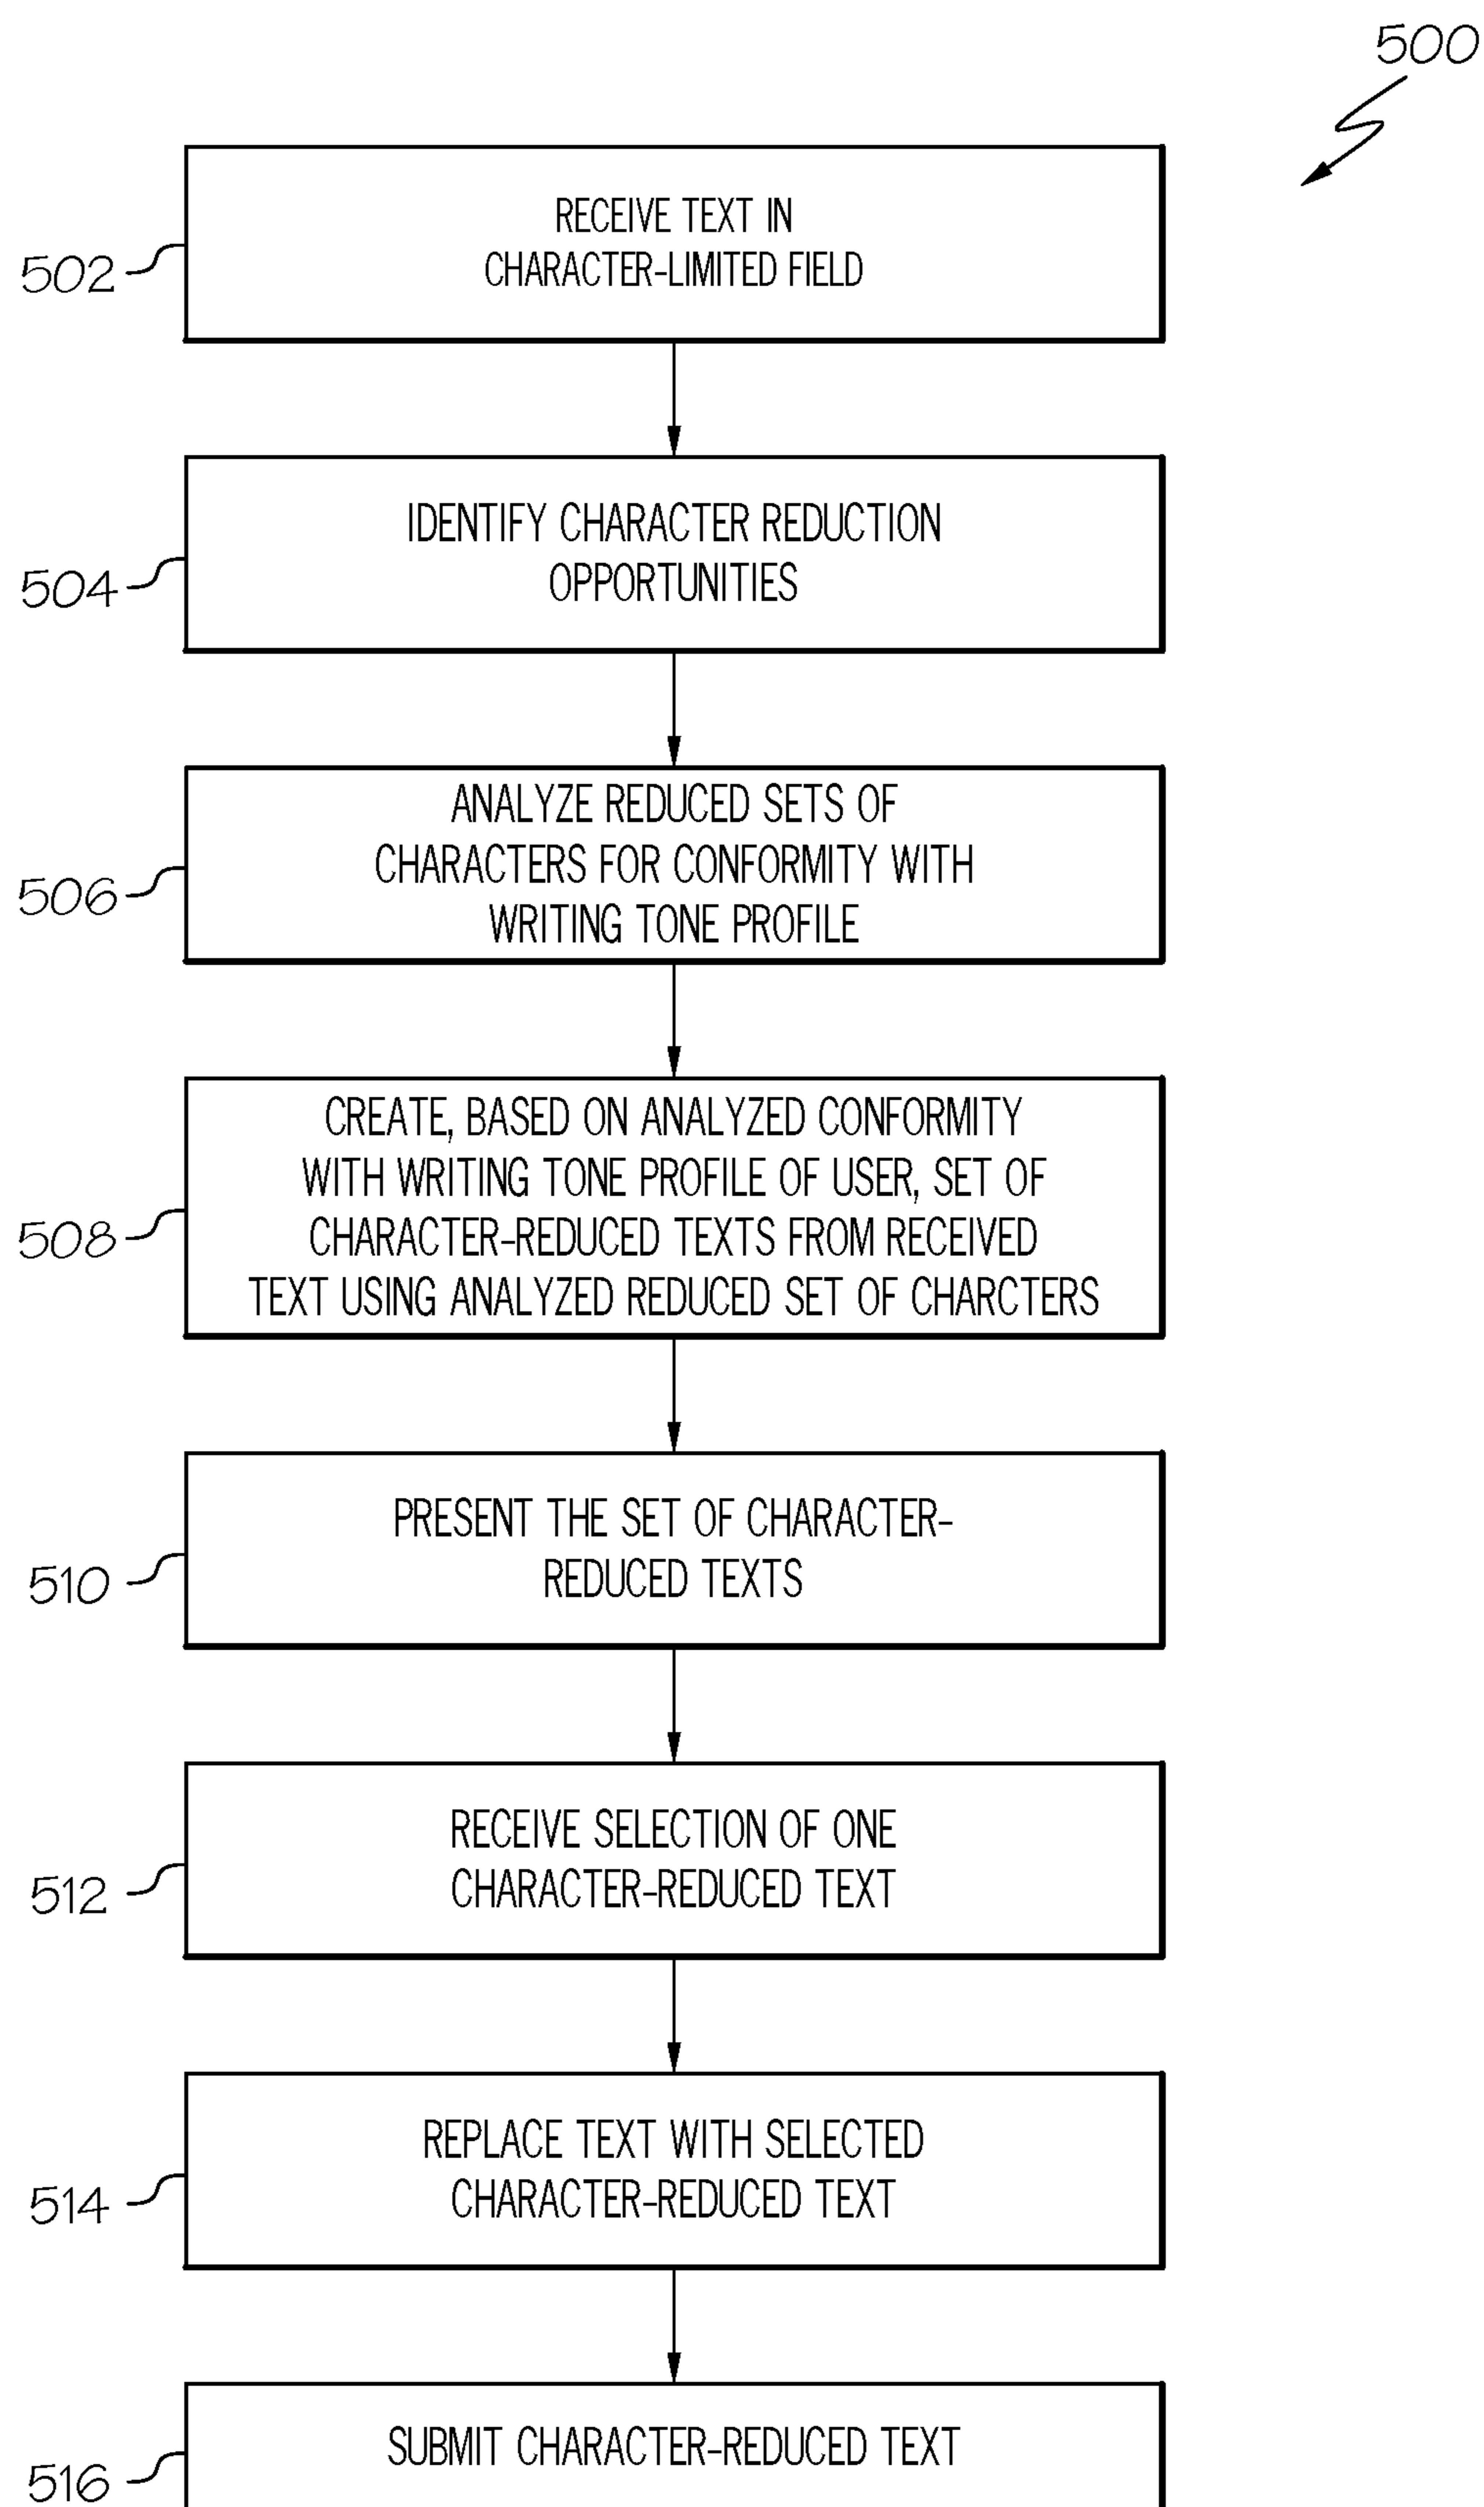 500
502
RECEIVE TEXT IN
CHARACTER-LIMITED FIELD
504
IDENTIFY CHARACTER REDUCTION
OPPORTUNITIES
506
ANALYZE REDUCED SETS OF
CHARACTERS FOR CONFORMITY WITH
WRITING TONE PROFILE
508
CREATE, BASED ON ANALYZED CONFORMITY
WITH WRITING TONE PROFILE OF USER, SET OF
CHARACTER-REDUCED TEXTS FROM RECEIVED
TEXT USING ANALYZED REDUCED SET OF CHARCTERS
510
PRESENT THE SET OF CHARACTER-
REDUCED TEXTS
512
RECEIVE SELECTION OF ONE
CHARACTER-REDUCED TEXT
514
REPLACE TEXT WITH SELECTED
CHARACTER-REDUCED TEXT
516
SUBMIT CHARACTER-REDUCED TEXT